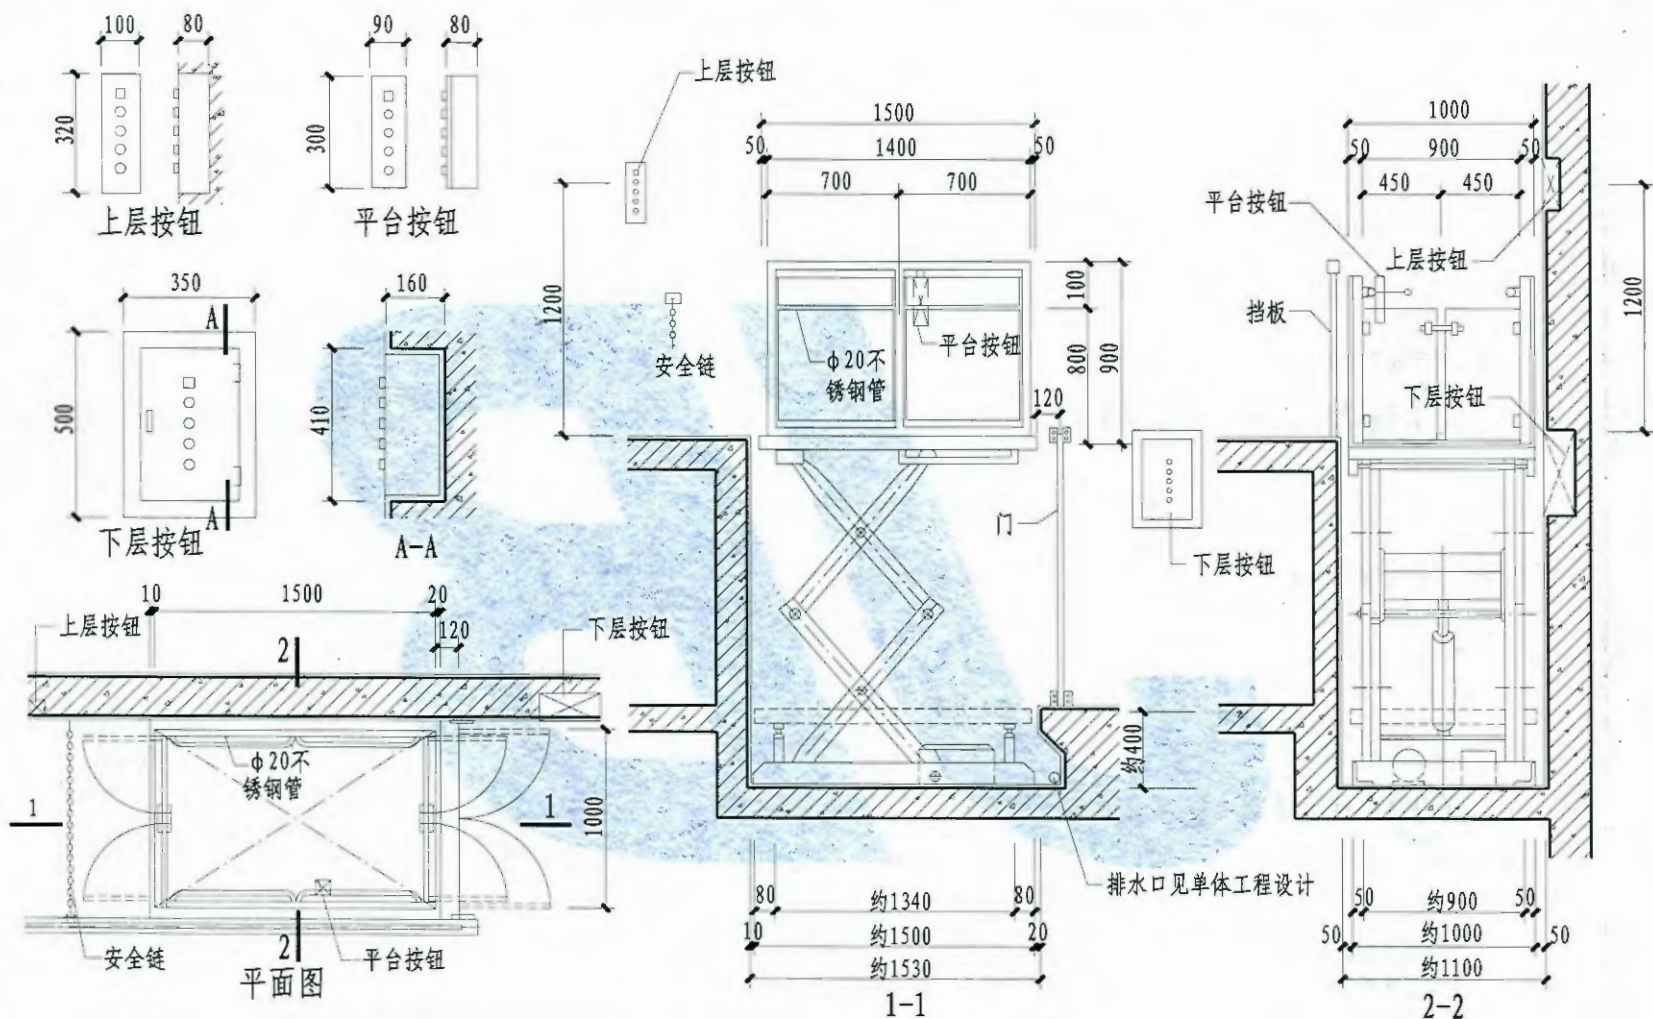 100
80
320
上层按钮
90
80
300
平台按钮
350
A
500
A
下层按钮
160
410
A-A
10
1500
20
120
上层按钮
下层按钮
2
φ20不
锈钢管
1
1
1000
2
安全链
平台按钮
平面图
上层按钮
1200
安全链
1500
50
1400
50
700
700
100
800
900
平台按钮
φ20不
锈钢管
120
门
下层按钮
约400
排水口见单体工程设计
80
约1340
80
10
约1500
20
约1530
1-1
1000
50
900
50
450
450
平台按钮
上层按钮
1200
挡板
下层按钮
50
约900
50
50
约1000
50
约1100
2-2